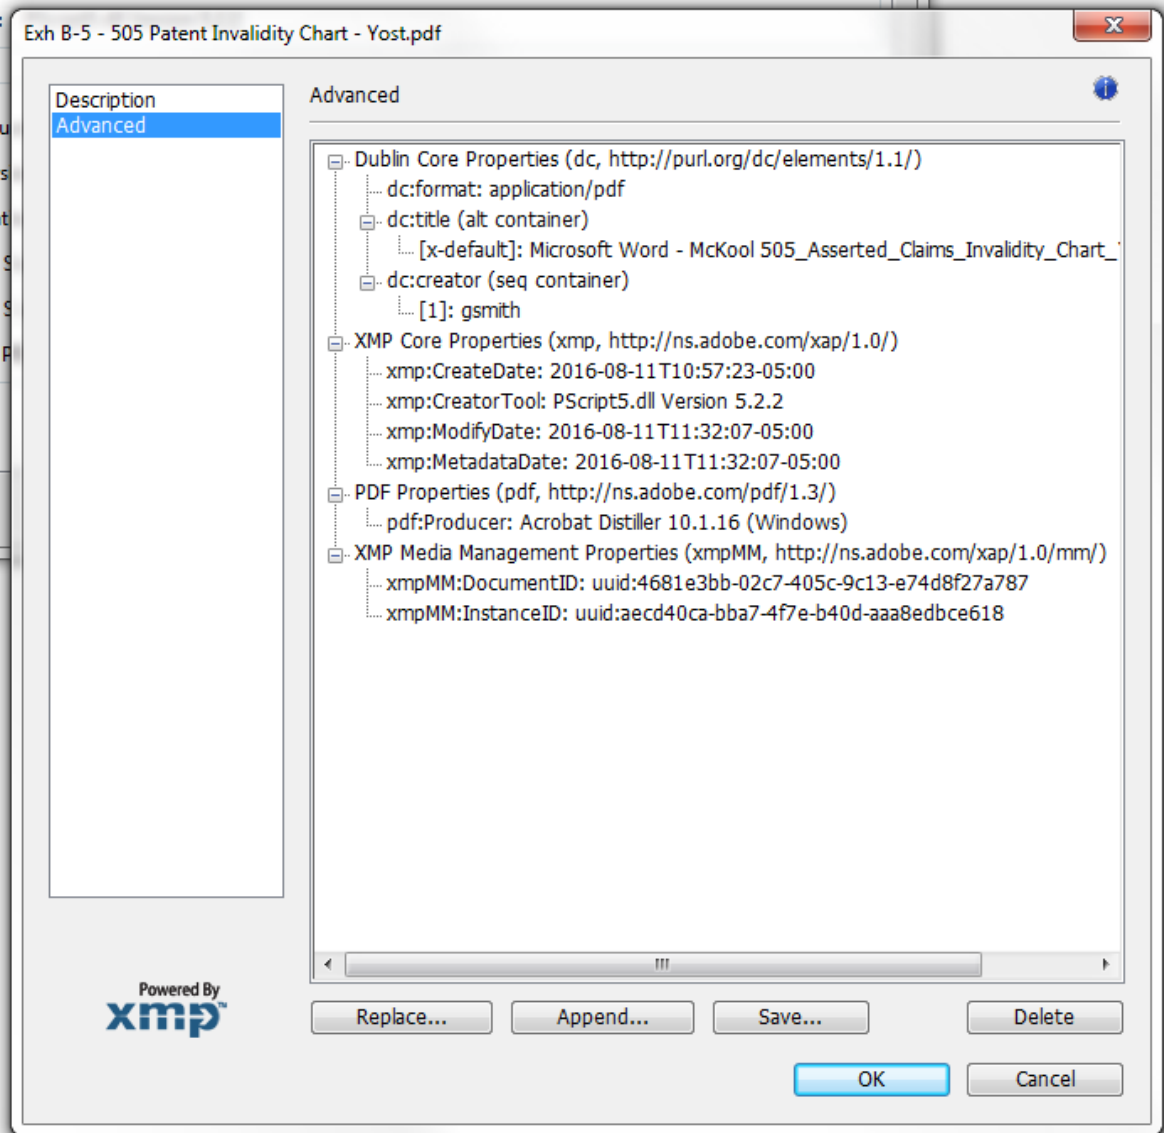 Exh B-5 - 505 Patent Invalidity Chart - Yost.pdf
Description
Advanced
Advanced
Dublin Core Properties (dc, http://purl.org/dc/elements/1.1/)
dc:format: application/pdf
dc:title (alt container)
[x-default]: Microsoft Word - McKool 505_Asserted_Claims_Invalidity_Chart_
dc:creator (seq container)
[1]: gsmith
XMP Core Properties (xmp, http://ns.adobe.com/xap/1.0/)
xmp:CreateDate: 2016-08-11T10:57:23-05:00
xmp:CreatorTool: PScript5.dll Version 5.2.2
xmp:ModifyDate: 2016-08-11T11:32:07-05:00
xmp:MetadataDate: 2016-08-11T11:32:07-05:00
PDF Properties (pdf, http://ns.adobe.com/pdf/1.3/)
pdf:Producer: Acrobat Distiller 10.1.16 (Windows)
XMP Media Management Properties (xmpMM, http://ns.adobe.com/xap/1.0/mm/)
xmpMM:DocumentID: uuid:4681e3bb-02c7-405c-9c13-e74d8f27a787
xmpMM:InstanceID: uuid:aecd40ca-bba7-4f7e-b40d-aaa8edbce618
Powered By
xmp™
Replace...
Append...
Save...
Delete
OK
Cancel